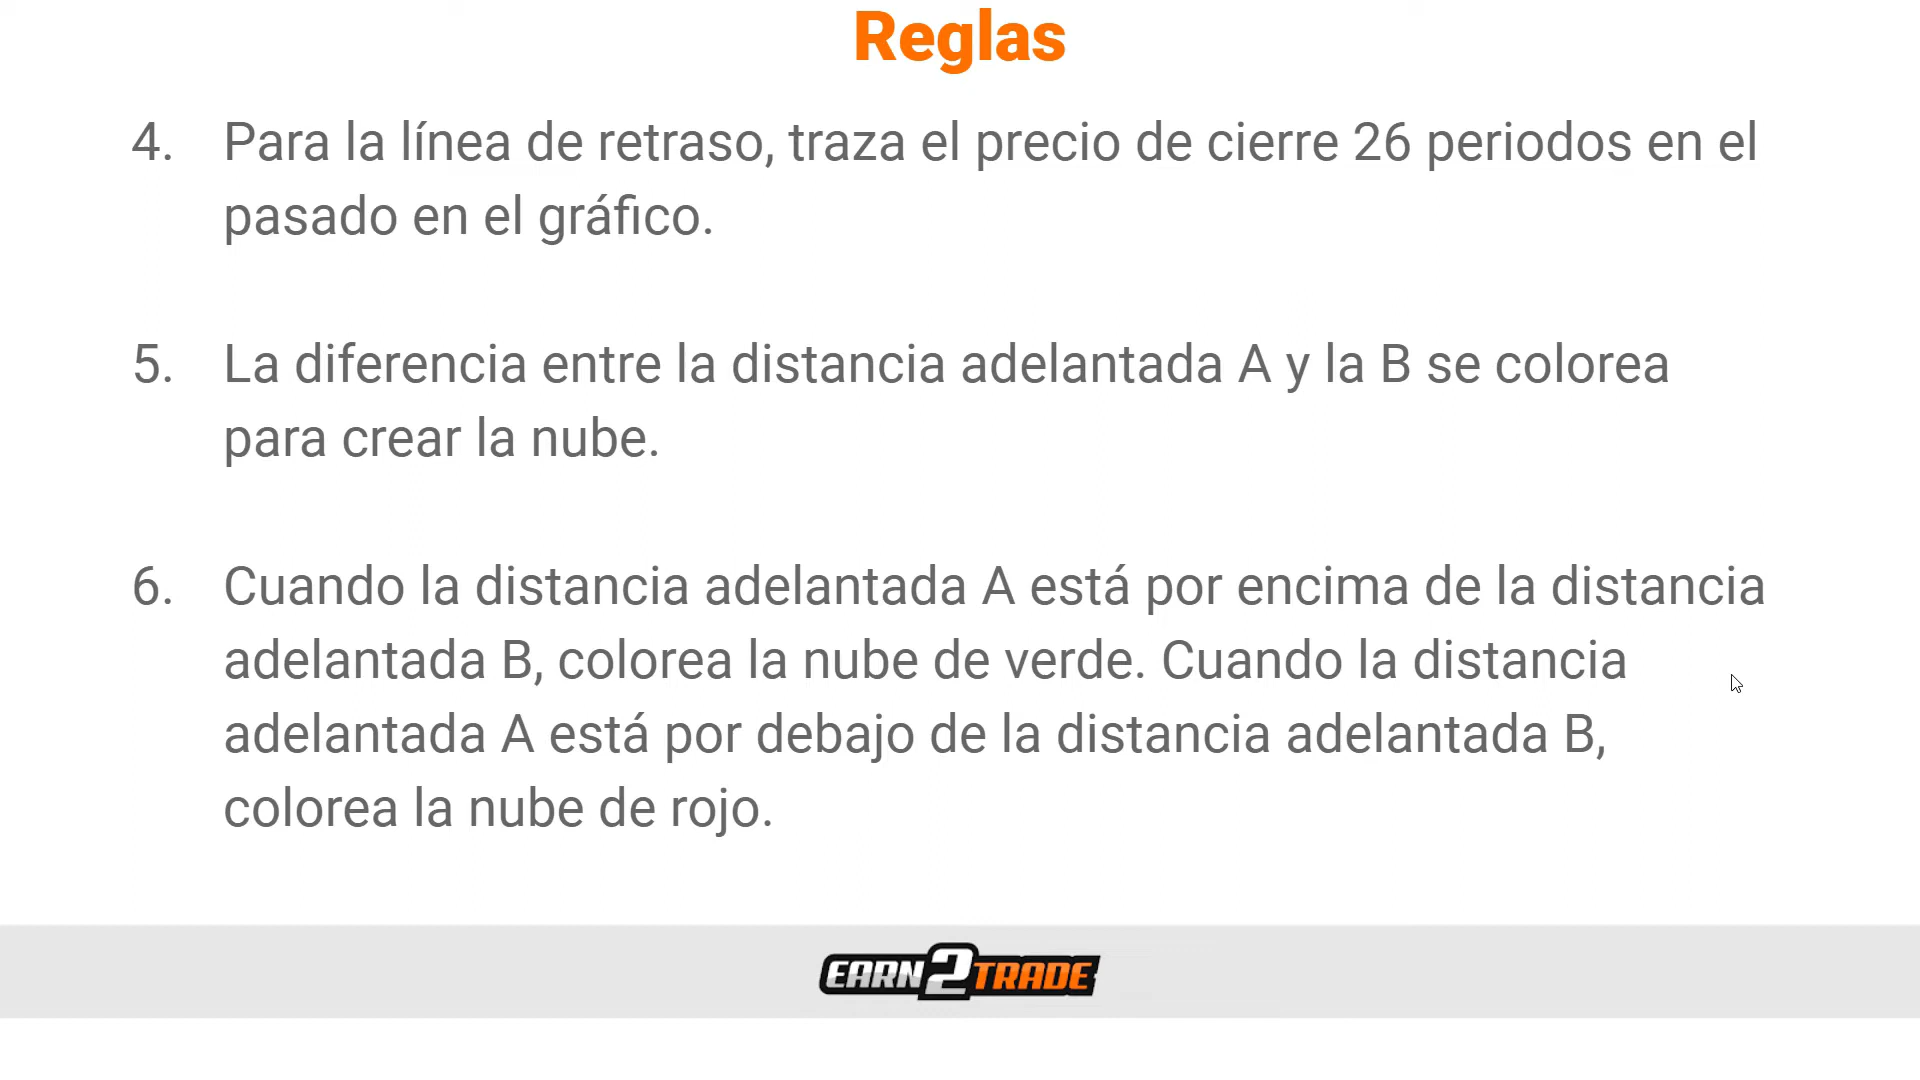 Reglas
4. Para la línea de retraso, traza el precio de cierre 26 periodos en el
pasado en el gráfico.
5. La diferencia entre la distancia adelantada A y la B se colorea
para crear la nube.
6. Cuando la distancia adelantada A está por encima de la distancia
adelantada B, colorea la nube de verde. Cuando la distancia
adelantada A está por debajo de la distancia adelantada B,
colorea la nube de rojo.
EARN2TRADE